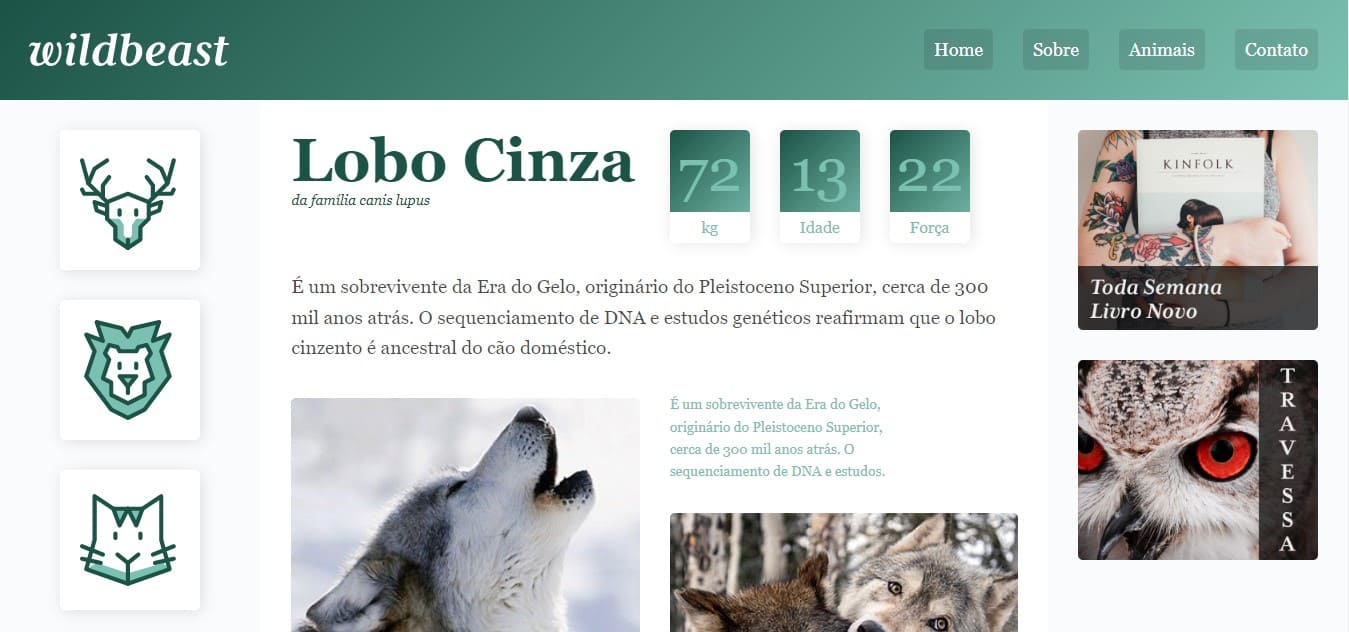 wildbeast
Home
Sobre
Animais
Contato
Lobo Cinza
da família canis lupus
72
kg
13
Idade
22
Força
É um sobrevivente da Era do Gelo, originário do Pleistoceno Superior, cerca de 300
mil anos atrás. O sequenciamento de DNA e estudos genéticos reafirmam que o lobo
cinzento é ancestral do cão doméstico.
É um sobrevivente da Era do Gelo,
originário do Pleistoceno Superior,
cerca de 300 mil anos atrás. O
sequenciamento de DNA e estudos.
KINFOLK
Toda Semana
Livro Novo
TRAVESSA